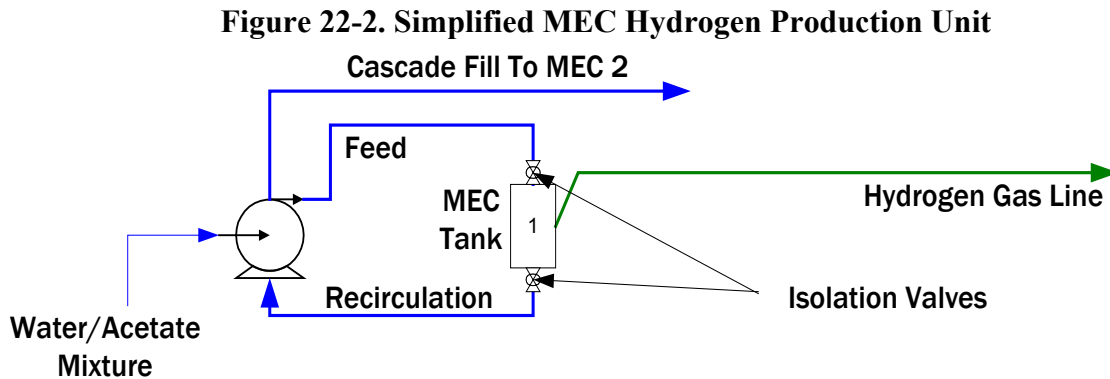 Figure 22-2. Simplified MEC Hydrogen Production Unit
Cascade Fill To MEC 2
Feed
MEC
Tank
1
Hydrogen Gas Line
Recirculation
Isolation Valves
Water/Acetate
Mixture